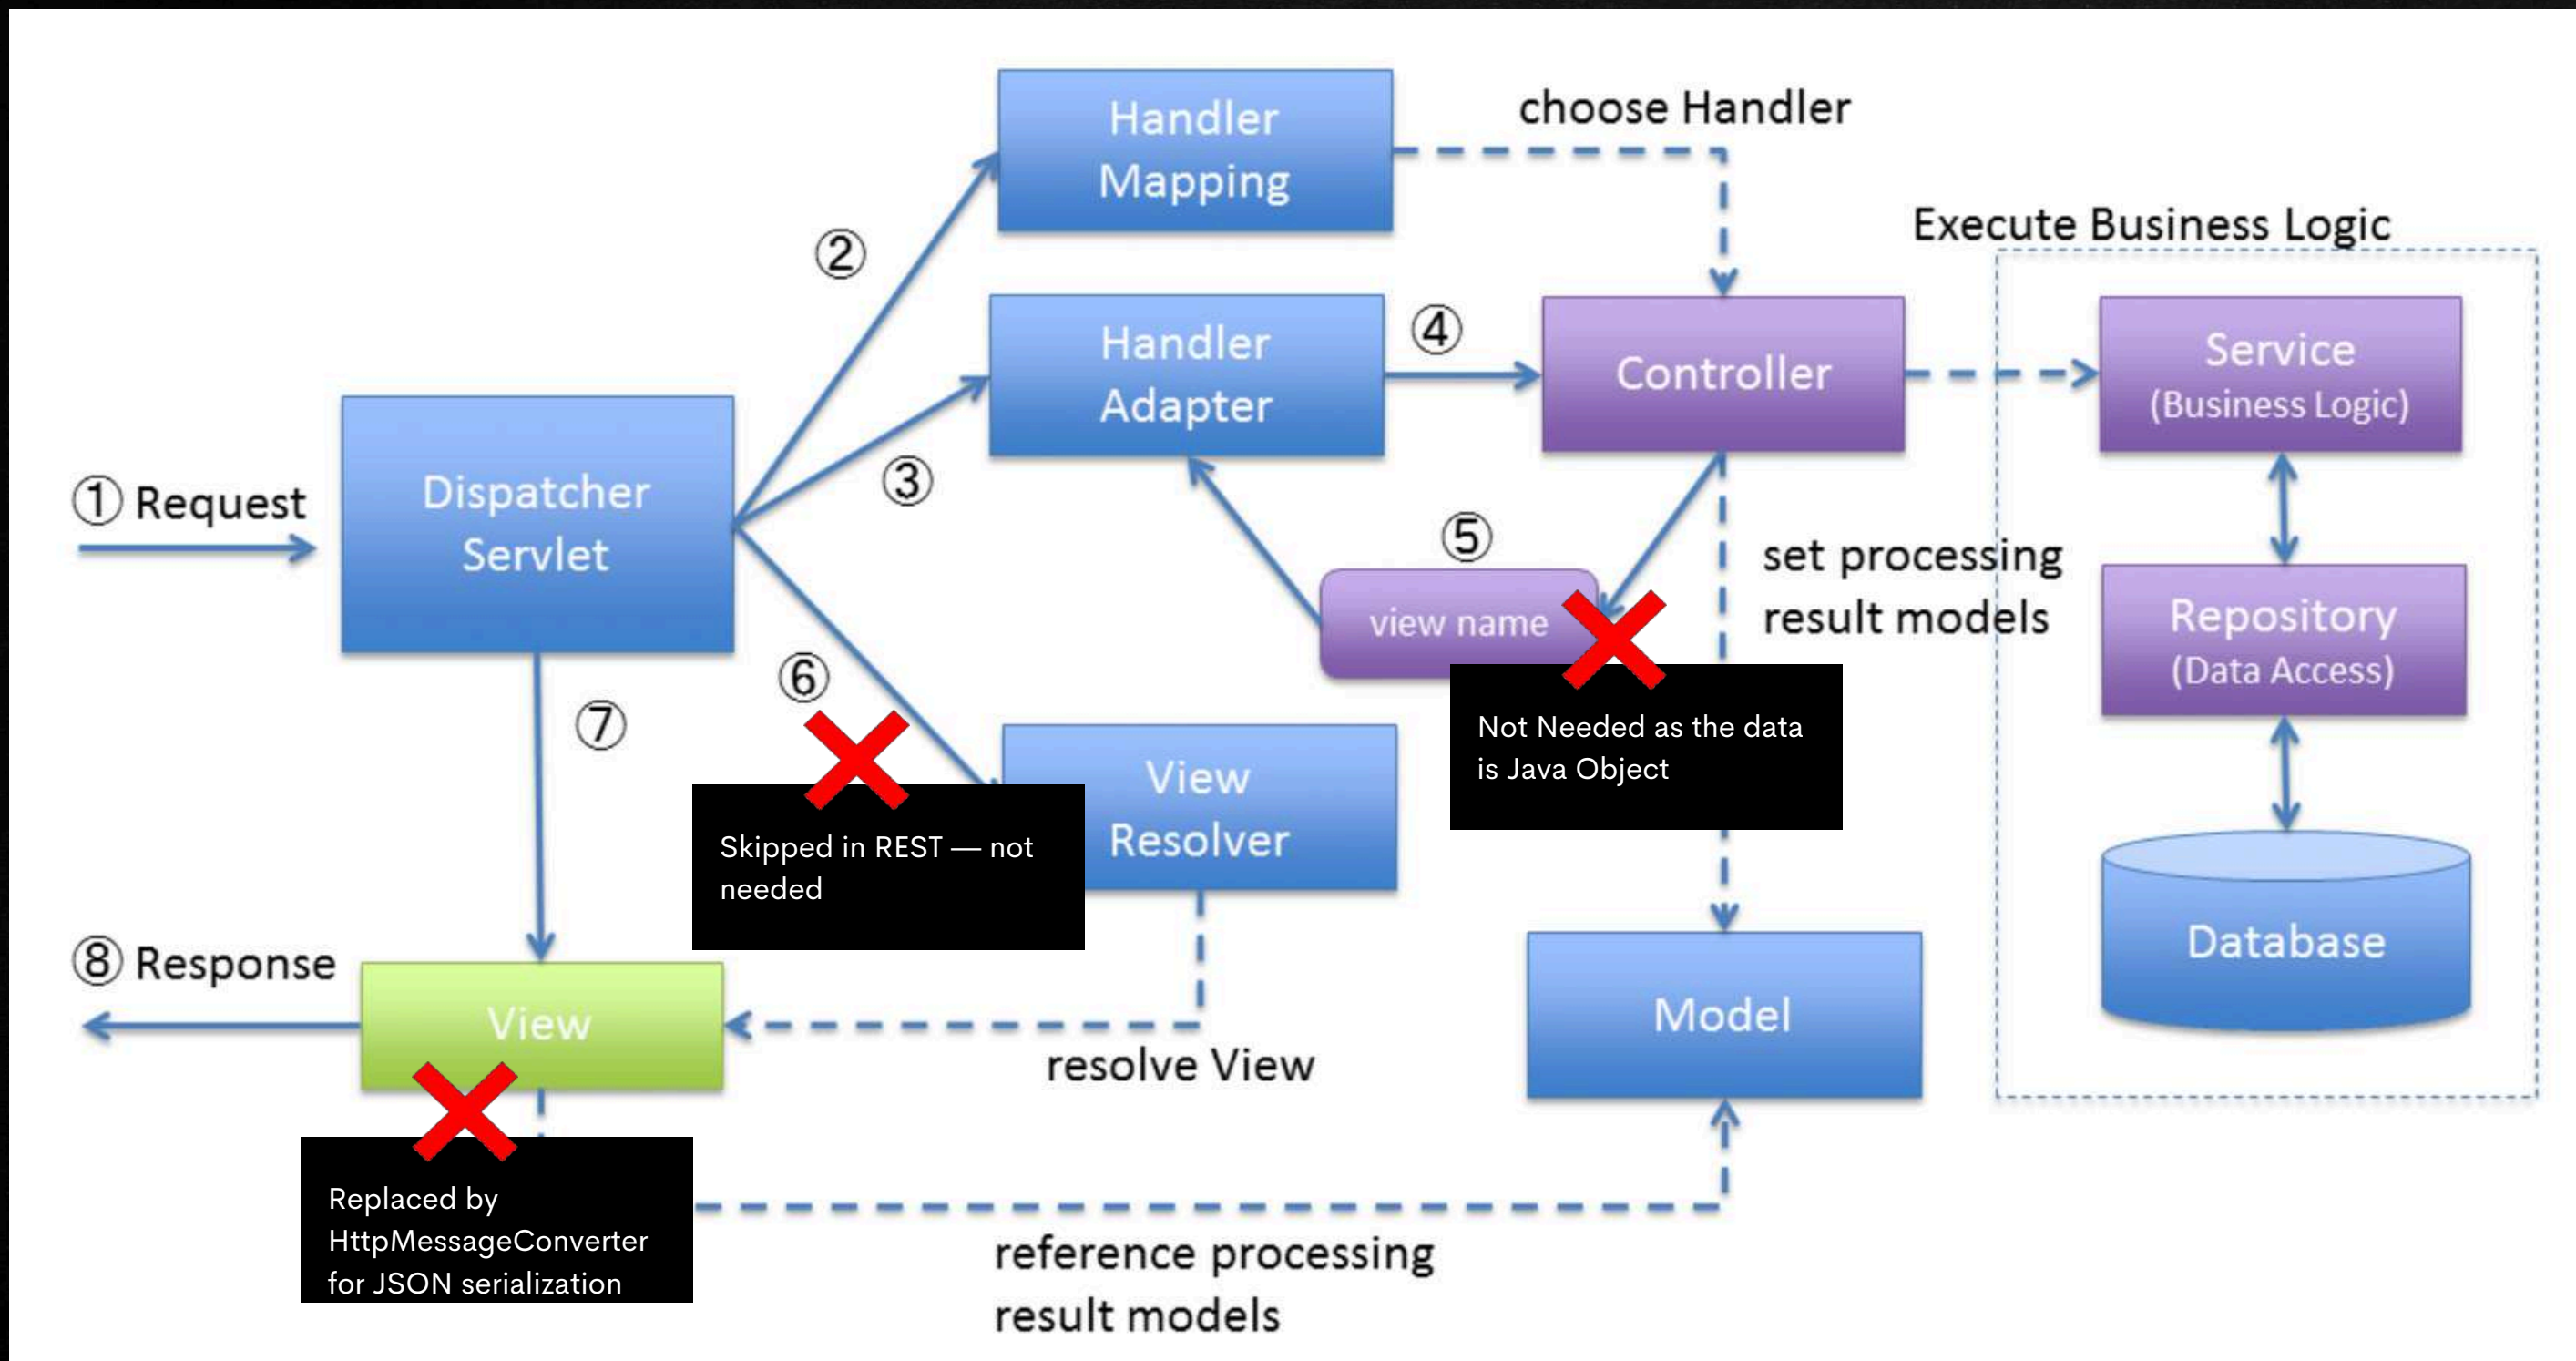 Handler
Mapping
choose Handler
Execute Business Logic
②
Handler
Adapter
④
Controller
Service
(Business Logic)
① Request
Dispatcher
Servlet
③
⑤
view name
set processing
result models
Repository
(Data Access)
⑥
⑦
Not Needed as the data
is Java Object
View
Resolver
Skipped in REST — not
needed
⑧ Response
View
resolve View
Model
Database
Replaced by
HttpMessageConverter
for JSON serialization
reference processing
result models